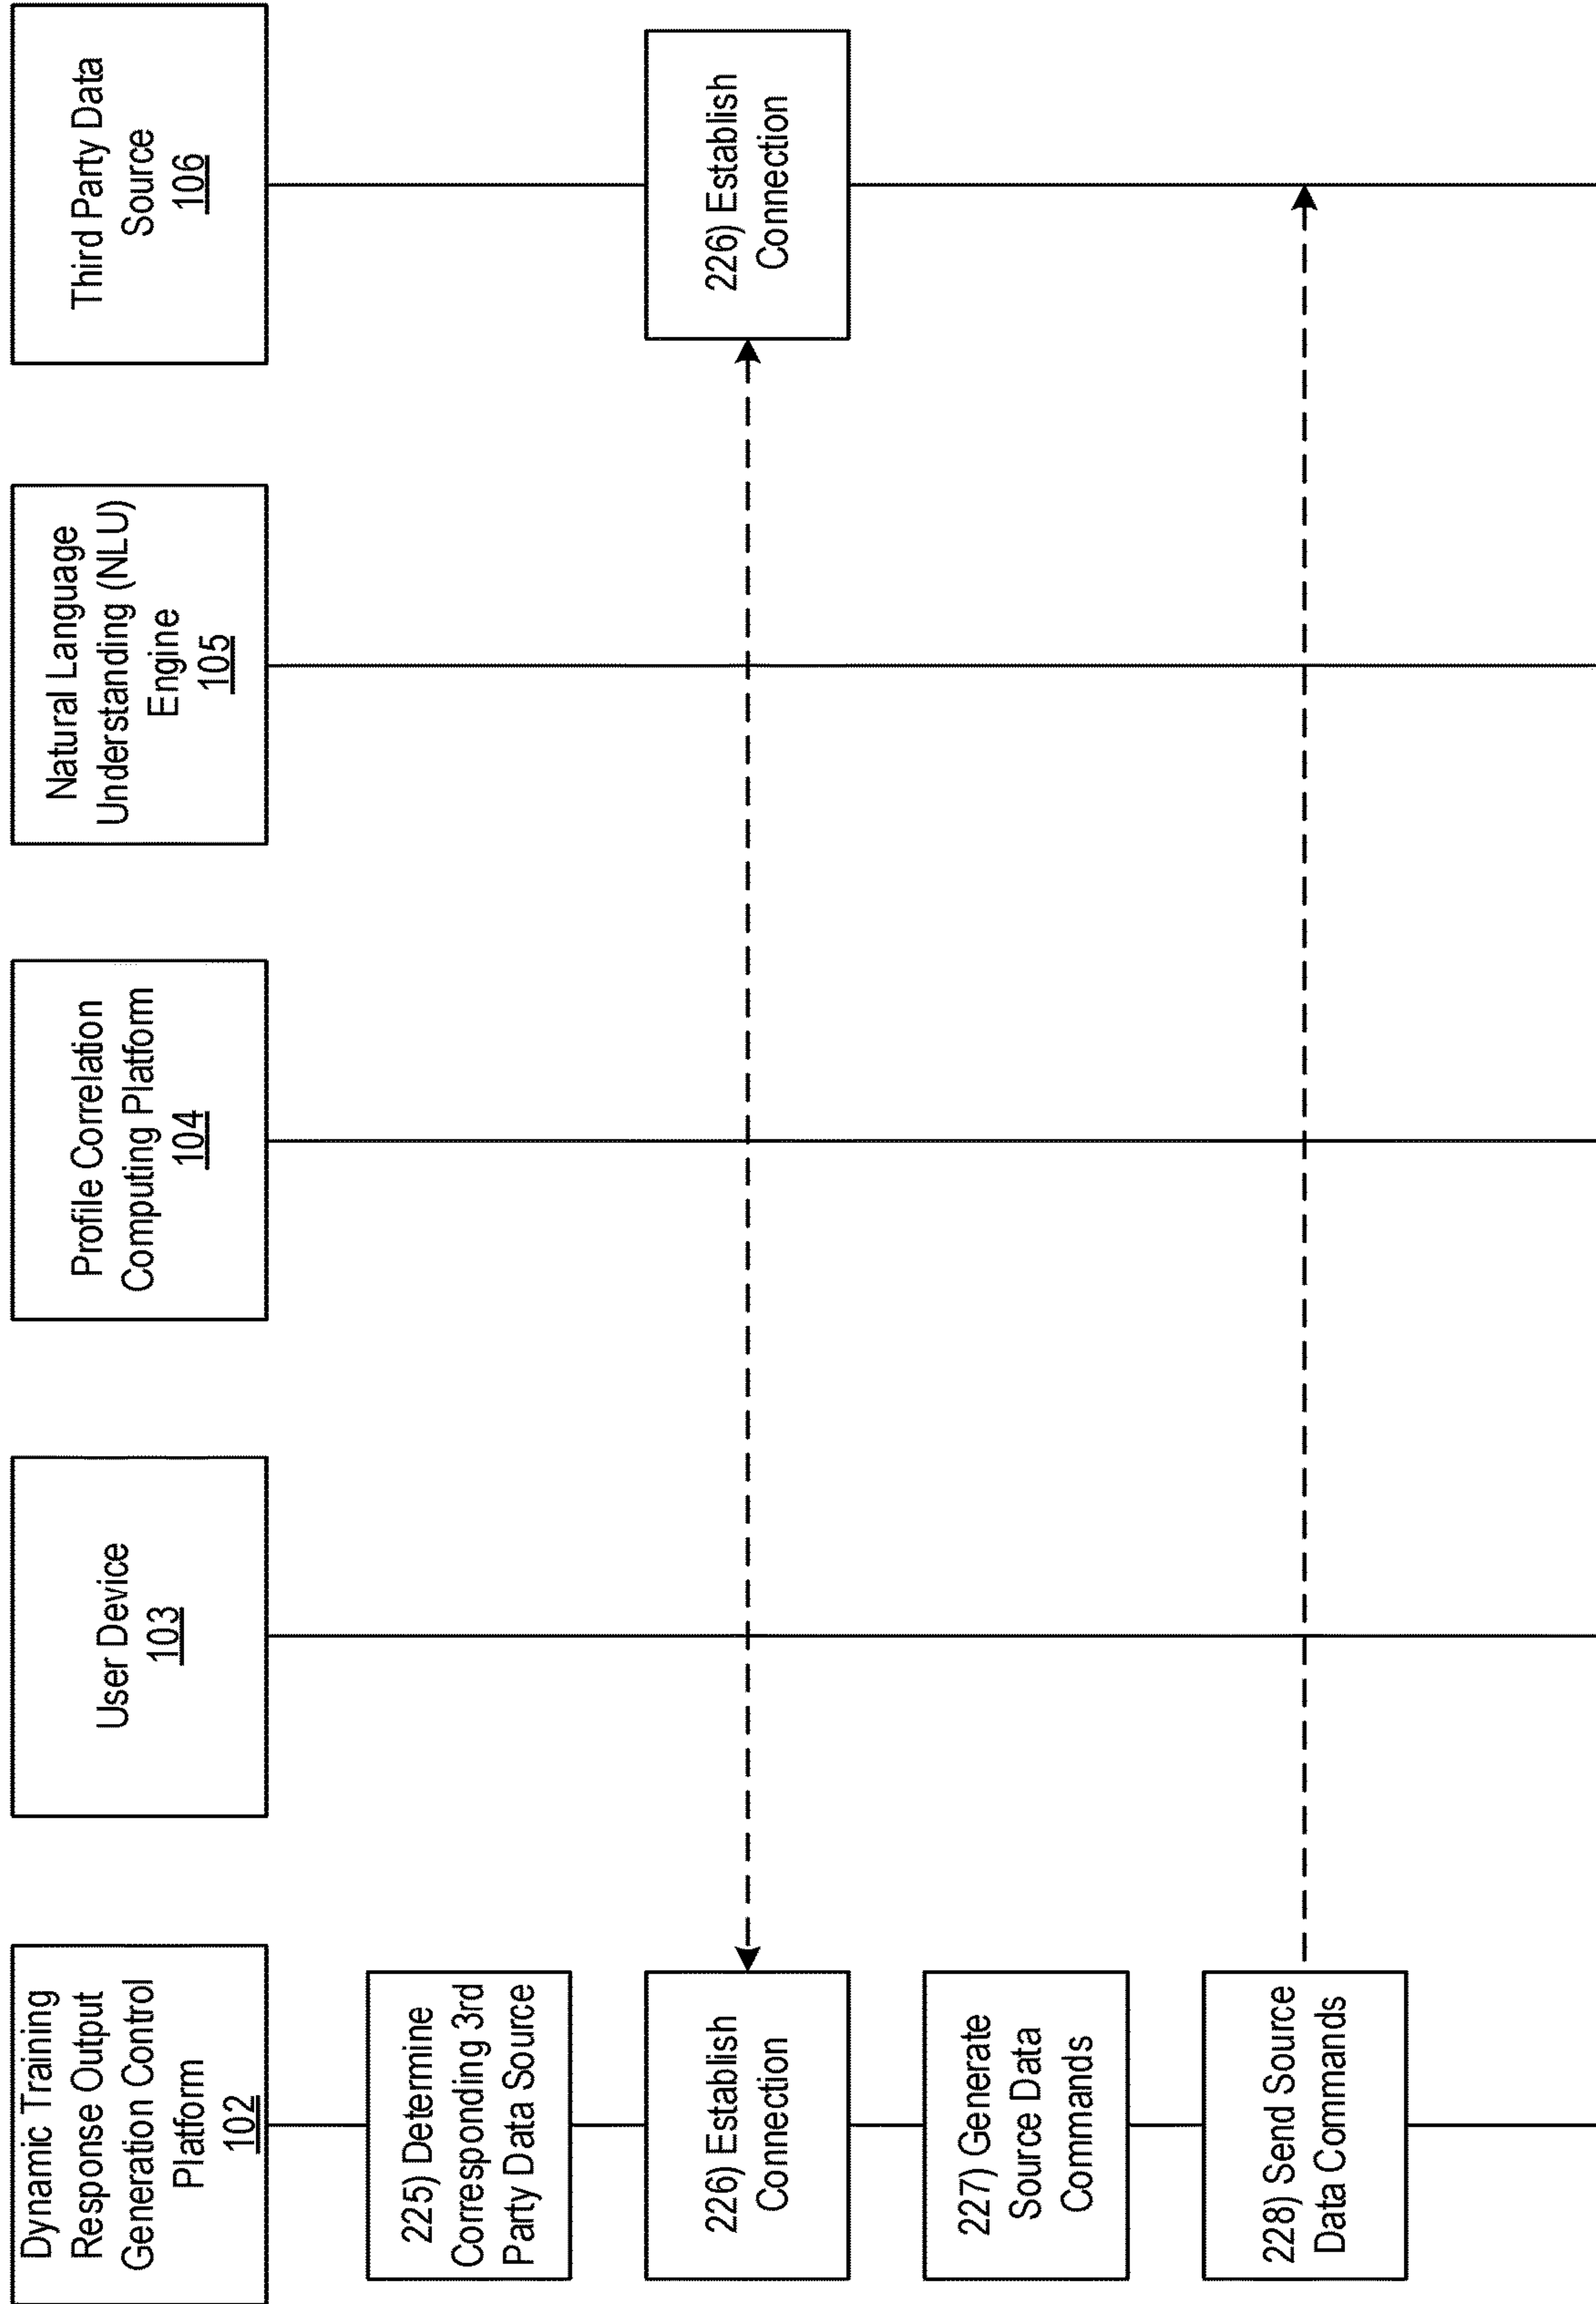 Dynamic Training
Response Output
Generation Control
Platform
102
User Device
103
Profile Correlation
Computing Platform
104
Natural Language
Understanding (NLU)
Engine
105
Third Party Data
Source
106
225) Determine
Corresponding 3rd
Party Data Source
226) Establish
Connection
226) Establish
Connection
227) Generate
Source Data
Commands
228) Send Source
Data Commands